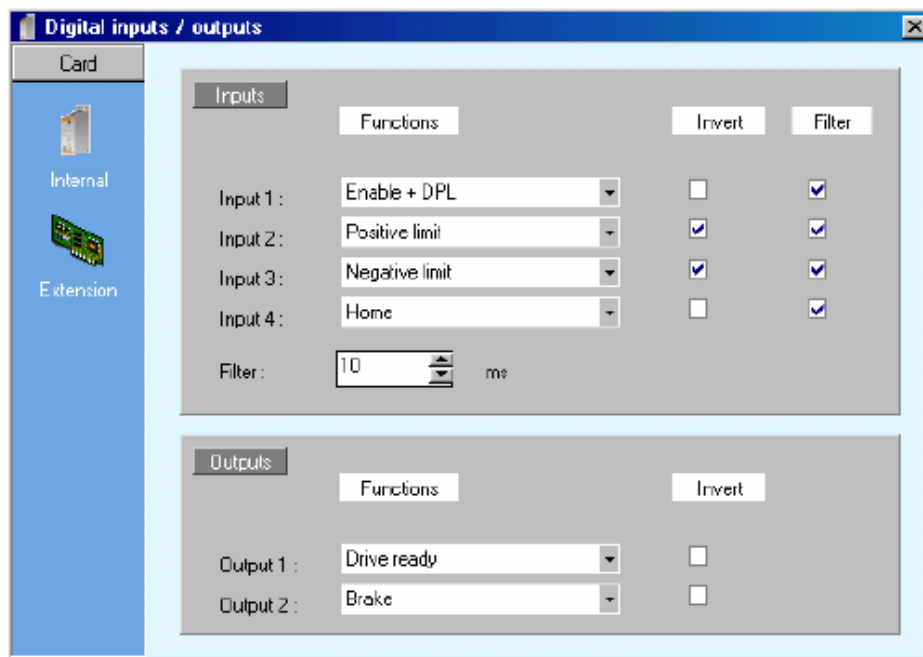 Digital inputs / outputs
Card
Internal
Extension
Inputs
Functions Invert Filter
Input 1 : Enable + DPL
Input 2 : Positive limit
Input 3 : Negative limit
Input 4 : Home
Filter : 10 ms
Outputs
Functions Invert
Output 1 : Drive ready
Output 2 : Brake